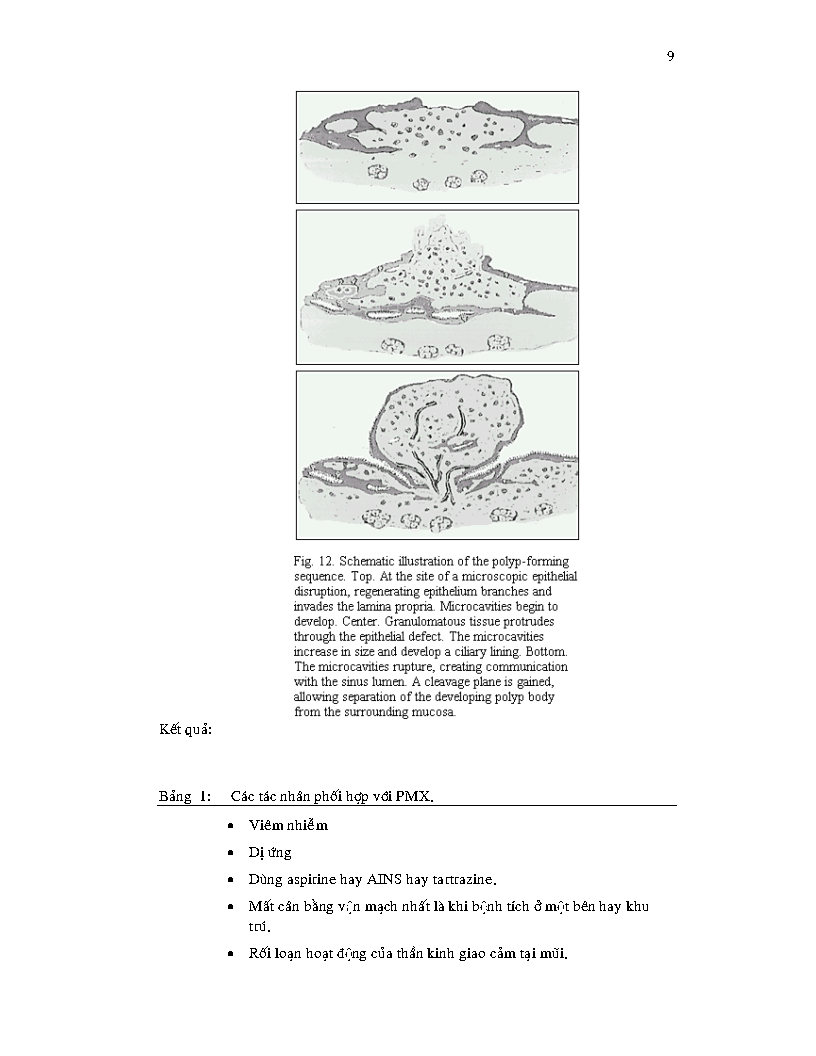 9
Fig. 12. Schematic illustration of the polyp-forming
sequence. Top. At the site of a microscopic epithelial
disruption, regenerating epithelium branches and
invades the lamina propria. Microcavities begin to
develop. Center. Granulomatous tissue protrudes
through the epithelial defect. The microcavities
increase in size and develop a ciliary lining. Bottom.
The microcavities rupture, creating communication
with the sinus lumen. A cleavage plane is gained,
allowing separation of the developing polyp body
from the surrounding mucosa.
Kết quả:
Bảng 1: Các tác nhân phối hợp với PMX.
• Viêm nhiễm
• Dị ứng
• Dùng aspirine hay AINS hay tartrazine.
• Mất cân bằng vận mạch nhất là khi bệnh tích ở một bên hay khu
trú.
• Rối loạn hoạt động của thần kinh giao cảm tại mũi.